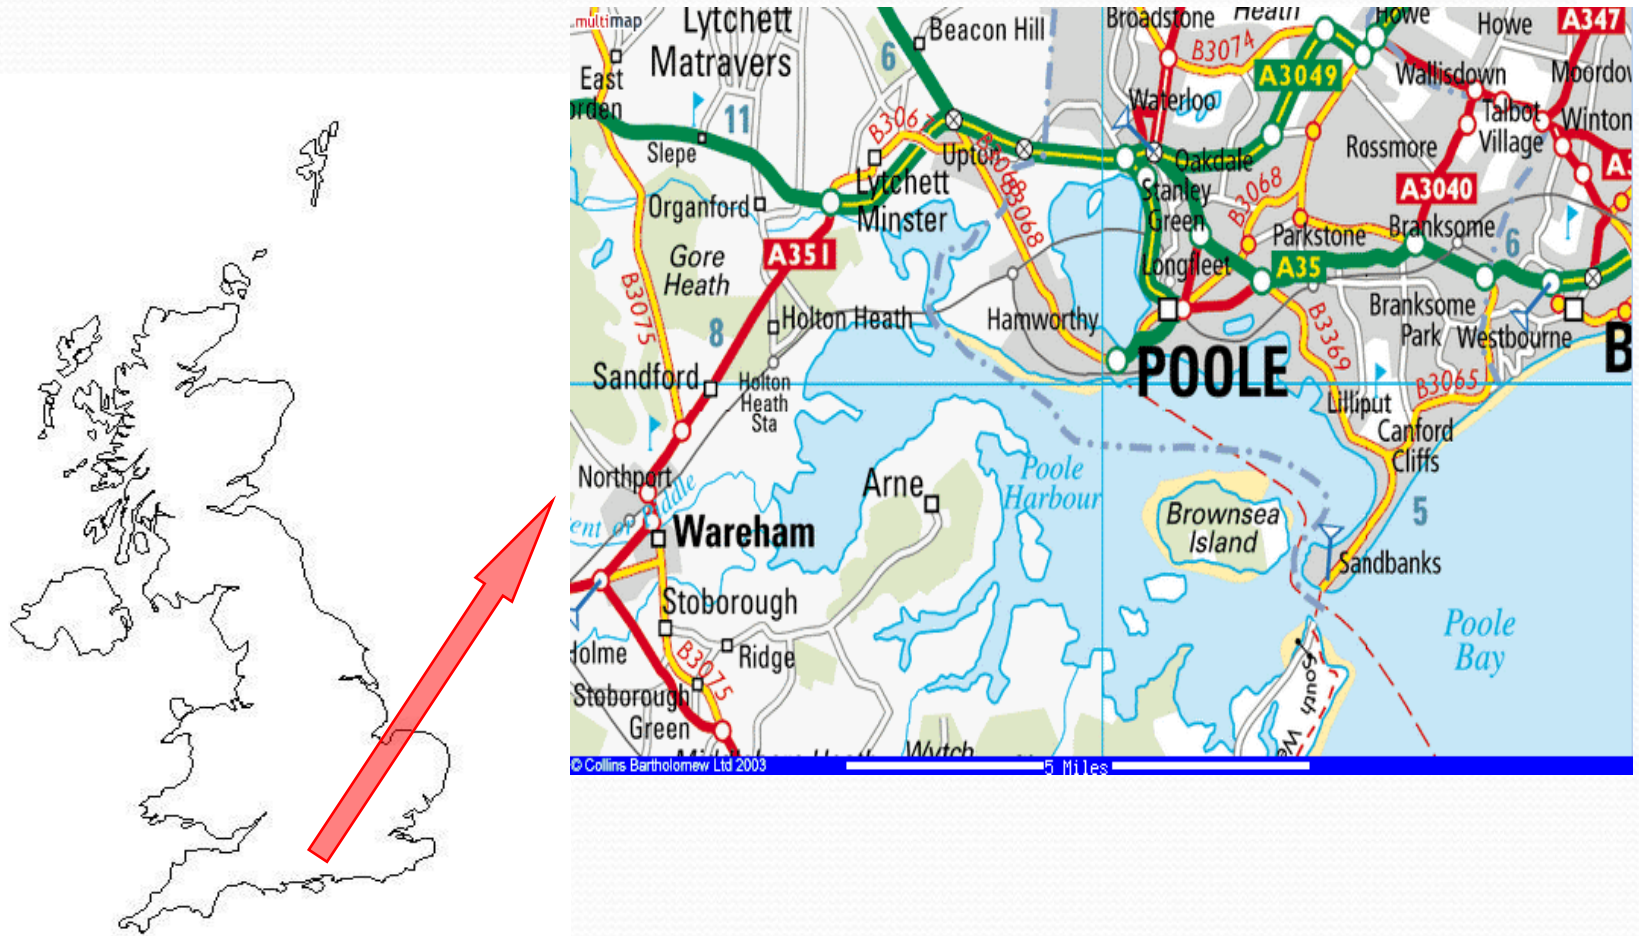 multimap
Lytchett
Matravers
Beacon Hill
Broadstone
Heath
Howe
Howe
A347
6
B3074
East
A3049
Wallisdown
11
Waterloo
Talbot
Village
Winton
Slepe
Upton
Oakdale
Rossmore
B3068
B3068
Lytchett
Minster
Stanley
Green
B3068
A3040
Organford
Gore
Heath
A351
Parkstone
Branksome
6
Longfleet
A35
B3075
8
Holton Heath
Hamworthy
Branksome
Park
Westbourne
B3369
POOLE
B
Sandford
Holton
Heath
Sta
B3065
Lilliput
Canford
Cliffs
Northport
Arne
Poole
Harbour
Brownsea
Island
5
Wareham
Sandbanks
Stoborough
Ridge
B3075
Poole
Bay
Stoborough
Green
South
Wytch
© Collins Bartholomew Ltd 2003
5 Miles